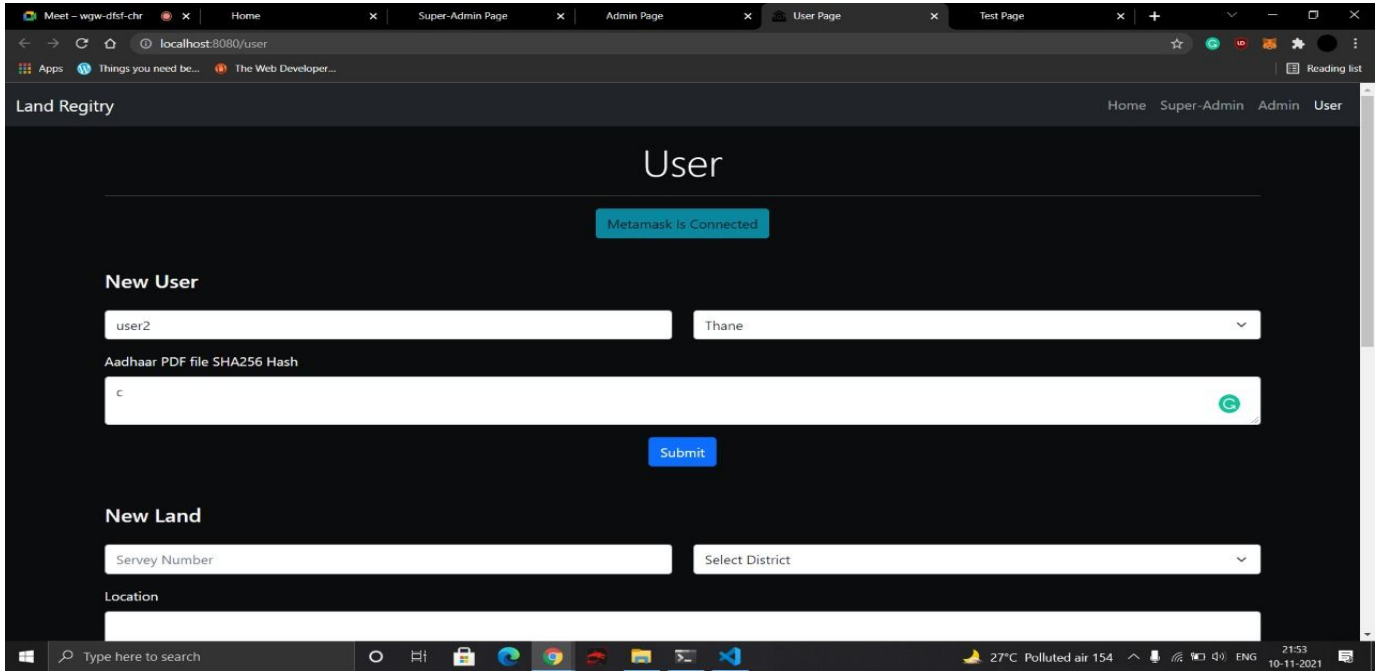 Meet – wgw-dfsf-chr Home Super-Admin Page Admin Page User Page Test Page
localhost:8080/user
Apps Things you need be... The Web Developer... Reading list
Land Regitry Home Super-Admin Admin User
User
Metamask Is Connected
New User
user2 Thane
Aadhaar PDF file SHA256 Hash
c
Submit
New Land
Servey Number Select District
Location
Type here to search 27°C Polluted air 154 ENG 21:53
10-11-2021